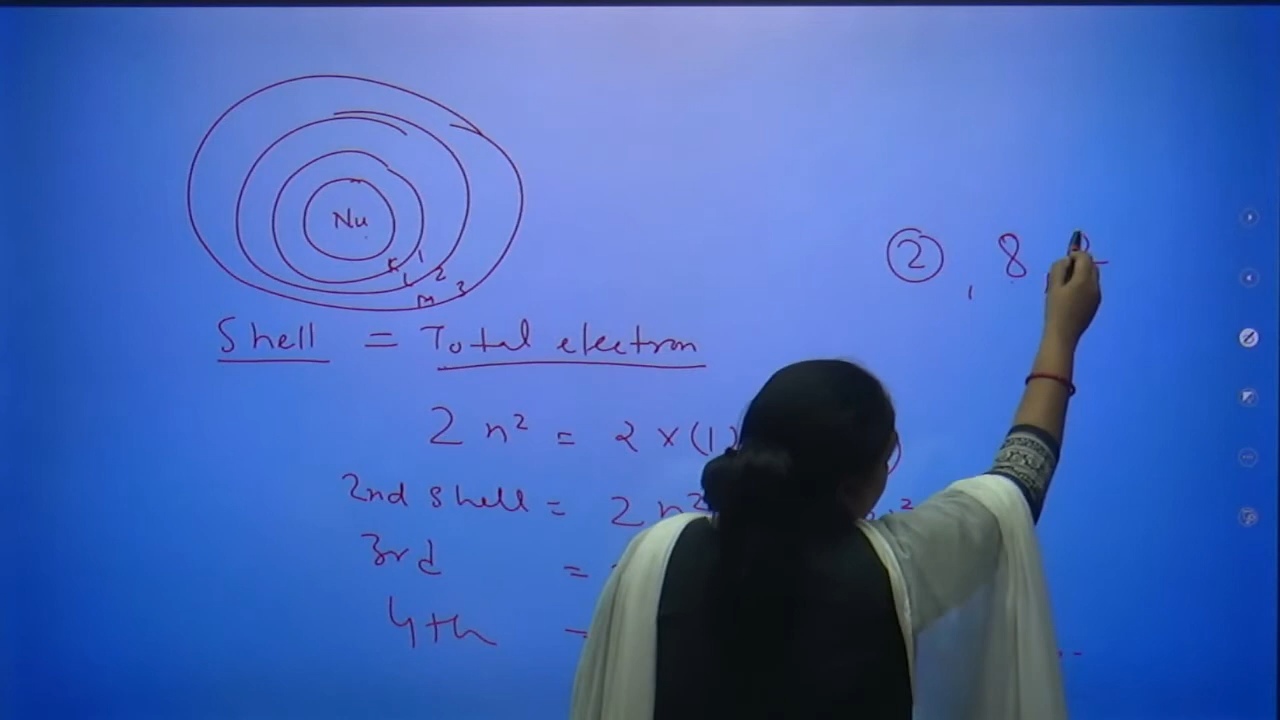 Nu
K 1
L 2
M 3
② , 8 ,
Shell = Total electron
2 n² = 2 × (1)
2nd shell = 2 n²
3rd =
4th =